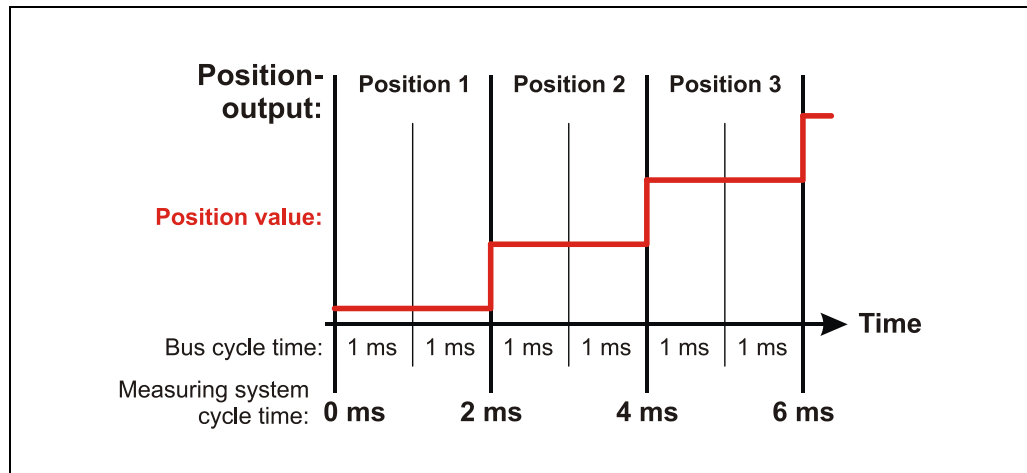 Position-
output:
Position 1
Position 2
Position 3
Position value:
Time
Bus cycle time:
1 ms
1 ms
1 ms
1 ms
1 ms
1 ms
Measuring system
cycle time:
0 ms
2 ms
4 ms
6 ms